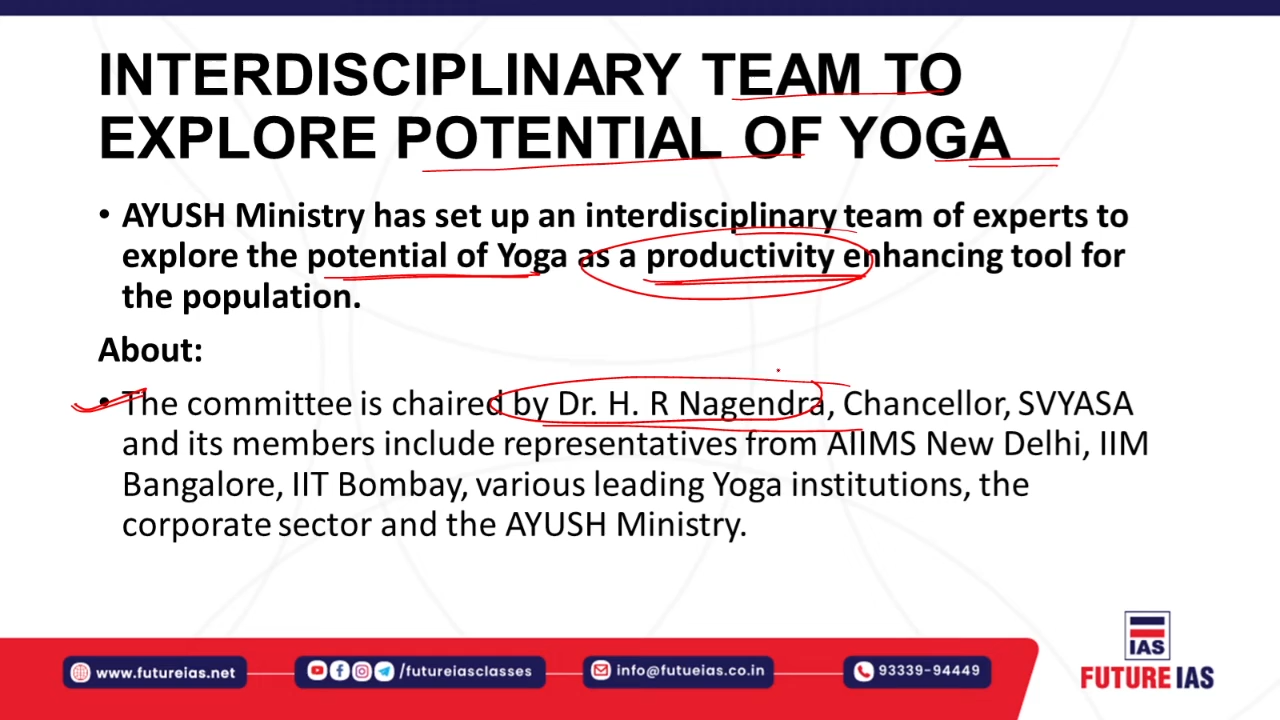 INTERDISCIPLINARY TEAM TO
EXPLORE POTENTIAL OF YOGA
• AYUSH Ministry has set up an interdisciplinary team of experts to
explore the potential of Yoga as a productivity enhancing tool for
the population.
About:
• The committee is chaired by Dr. H. R Nagendra, Chancellor, SVYASA
and its members include representatives from AIIMS New Delhi, IIM
Bangalore, IIT Bombay, various leading Yoga institutions, the
corporate sector and the AYUSH Ministry.
www.futureias.net
/futureiasclasses
info@futueias.co.in
93339-94449
IAS
FUTURE IAS